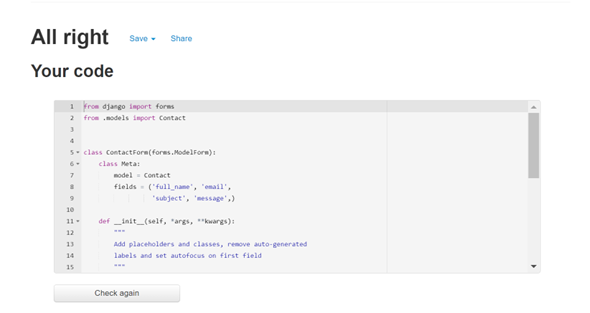 All right Save Share
Your code
1 from django import forms
2 from .models import Contact
3
4
5 class ContactForm(forms.ModelForm):
6     class Meta:
7         model = Contact
8         fields = ('full_name', 'email',
9                   'subject', 'message',)
10
11     def __init__(self, *args, **kwargs):
12         """
13         Add placeholders and classes, remove auto-generated
14         labels and set autofocus on first field
15         """
Check again